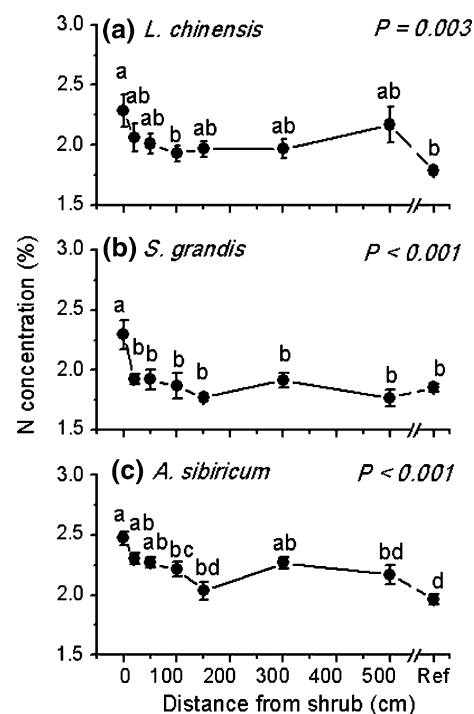 (a) L. chinensis P = 0.003
3.0
a
ab
ab
b
ab
ab
ab
b
2.5
2.0
1.5
(b) S. grandis P < 0.001
3.0
a
b
b
b
b
b
b
b
2.5
2.0
1.5
N concentration (%)
(c) A. sibiricum P < 0.001
3.0
a
ab
ab
bc
bd
ab
bd
d
2.5
2.0
1.5
0 100 200 300 400 500 Ref
Distance from shrub (cm)